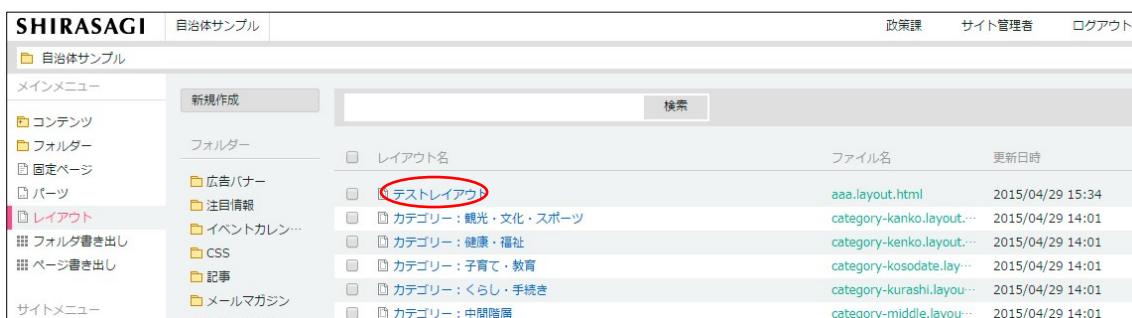 SHIRASAGI 自治体サンプル 政策課 サイト管理者 ログアウト
自治体サンプル
メインメニュー
コンテンツ
フォルダー
固定ページ
パーツ
レイアウト
フォルダ書き出し
ページ書き出し
サイトメニュー
新規作成
フォルダー
広告バナー
注目情報
イベントカレン…
CSS
記事
メールマガジン
検索
レイアウト名 ファイル名 更新日時
テストレイアウト aaa.layout.html 2015/04/29 15:34
カテゴリー：観光・文化・スポーツ category-kanko.layout.… 2015/04/29 14:01
カテゴリー：健康・福祉 category-kenko.layout.… 2015/04/29 14:01
カテゴリー：子育て・教育 category-kosodate.lay… 2015/04/29 14:01
カテゴリー：くらし・手続き category-kurashi.layou… 2015/04/29 14:01
カテゴリー：中間階層 category-middle.layou… 2015/04/29 14:01